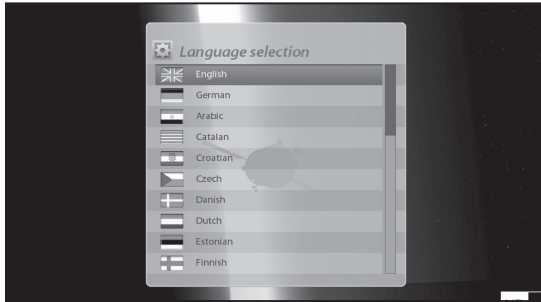 Language selection
English
German
Arabic
Catalan
Croatian
Czech
Danish
Dutch
Estonian
Finnish